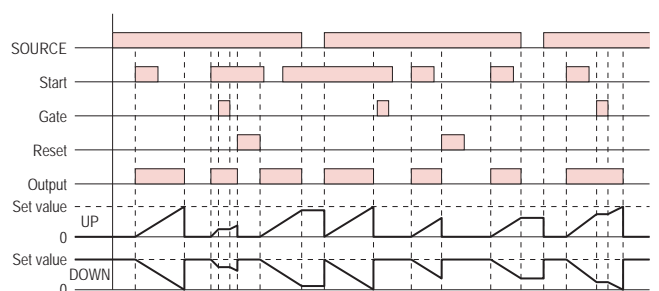 SOURCE
Start
Gate
Reset
Output
Set value
UP
0
Set value
DOWN
0